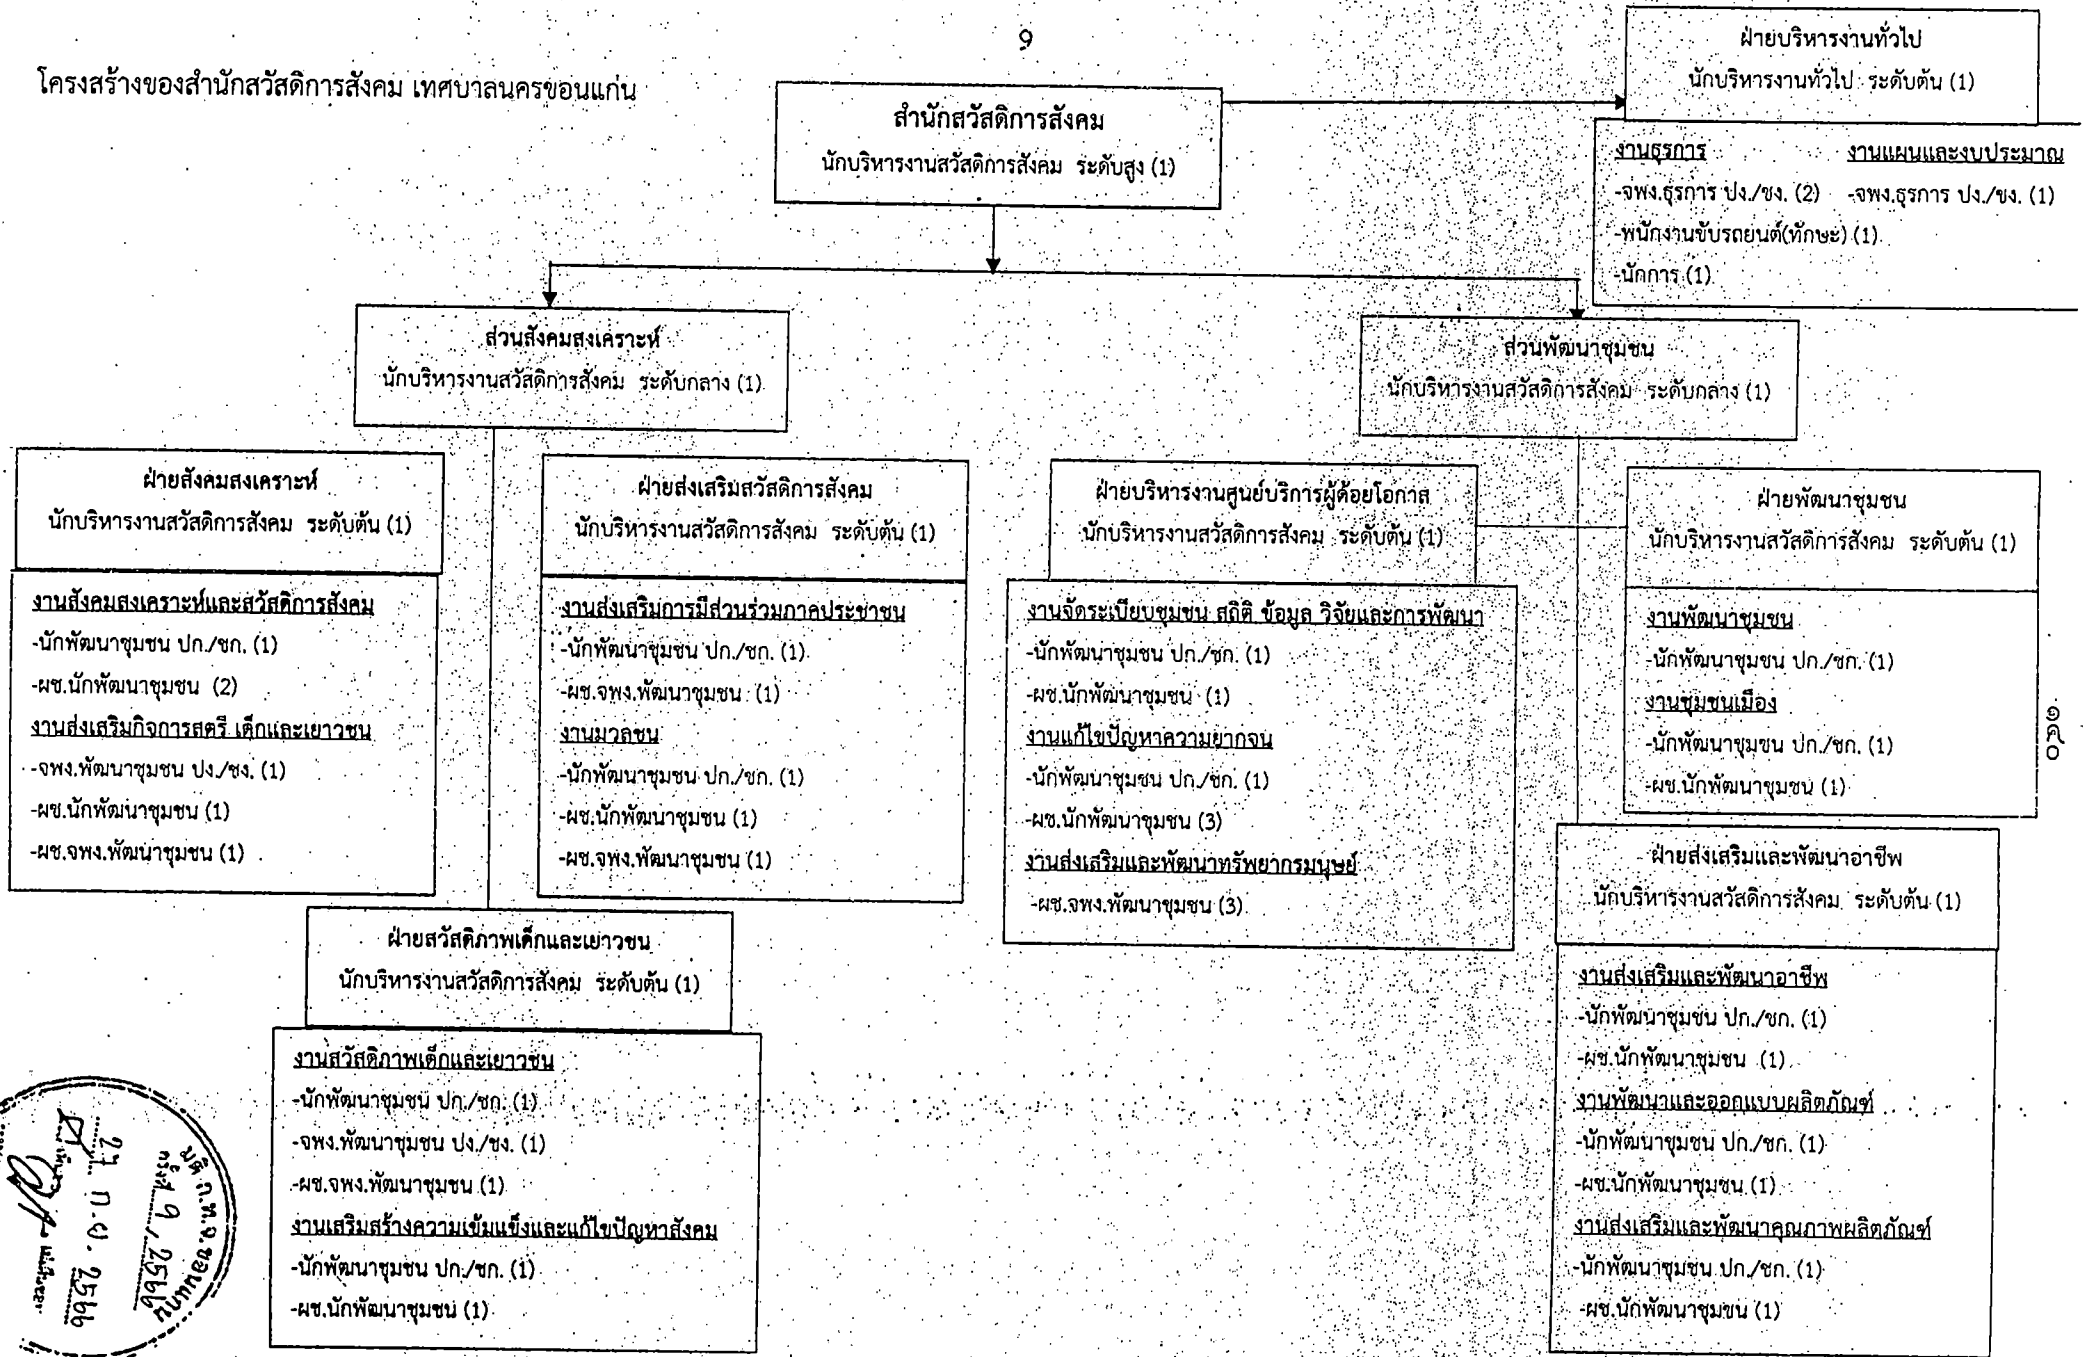 9
โครงสร้างของสำนักสวัสดิการสังคม เทศบาลนครขอนแก่น
สำนักสวัสดิการสังคม
นักบริหารงานสวัสดิการสังคม ระดับสูง (1)
ฝ่ายบริหารงานทั่วไป
นักบริหารงานทั่วไป ระดับต้น (1)
งานธุรการ งานแผนและงบประมาณ
-จพง.ธุรการ ปง./ชง. (2) -จพง.ธุรการ ปง./ชง. (1)
-พนักงานขับรถยนต์(ทักษะ) (1)
-นักการ (1)
ส่วนสังคมสงเคราะห์
นักบริหารงานสวัสดิการสังคม ระดับกลาง (1)
ส่วนพัฒนาชุมชน
นักบริหารงานสวัสดิการสังคม ระดับกลาง (1)
ฝ่ายสังคมสงเคราะห์
นักบริหารงานสวัสดิการสังคม ระดับต้น (1)
งานสังคมสงเคราะห์และสวัสดิการสังคม
-นักพัฒนาชุมชน ปก./ชก. (1)
-ผช.นักพัฒนาชุมชน (2)
งานส่งเสริมกิจการสตรี เด็กและเยาวชน
-จพง.พัฒนาชุมชน ปง./ชง. (1)
-ผช.นักพัฒนาชุมชน (1)
-ผช.จพง.พัฒนาชุมชน (1)
ฝ่ายส่งเสริมสวัสดิการสังคม
นักบริหารงานสวัสดิการสังคม ระดับต้น (1)
งานส่งเสริมการมีส่วนร่วมภาคประชาชน
-นักพัฒนาชุมชน ปก./ชก. (1)
-ผช.จพง.พัฒนาชุมชน (1)
งานมวลชน
-นักพัฒนาชุมชน ปก./ชก. (1)
-ผช.นักพัฒนาชุมชน (1)
-ผช.จพง.พัฒนาชุมชน (1)
ฝ่ายบริหารงานศูนย์บริการผู้ด้อยโอกาส
นักบริหารงานสวัสดิการสังคม ระดับต้น (1)
งานจัดระเบียบชุมชน สถิติ ข้อมูล วิจัยและการพัฒนา
-นักพัฒนาชุมชน ปก./ชก. (1)
-ผช.นักพัฒนาชุมชน (1)
งานแก้ไขปัญหาความยากจน
-นักพัฒนาชุมชน ปก./ชก. (1)
-ผช.นักพัฒนาชุมชน (3)
งานส่งเสริมและพัฒนาทรัพยากรมนุษย์
-ผช.จพง.พัฒนาชุมชน (3)
ฝ่ายพัฒนาชุมชน
นักบริหารงานสวัสดิการสังคม ระดับต้น (1)
งานพัฒนาชุมชน
-นักพัฒนาชุมชน ปก./ชก. (1)
งานชุมชนเมือง
-นักพัฒนาชุมชน ปก./ชก. (1)
-ผช.นักพัฒนาชุมชน (1)
ฝ่ายส่งเสริมและพัฒนาอาชีพ
นักบริหารงานสวัสดิการสังคม ระดับต้น (1)
งานส่งเสริมและพัฒนาอาชีพ
-นักพัฒนาชุมชน ปก./ชก. (1)
-ผช.นักพัฒนาชุมชน (1)
งานพัฒนาและออกแบบผลิตภัณฑ์
-นักพัฒนาชุมชน ปก./ชก. (1)
-ผช.นักพัฒนาชุมชน (1)
งานส่งเสริมและพัฒนาคุณภาพผลิตภัณฑ์
-นักพัฒนาชุมชน ปก./ชก. (1)
-ผช.นักพัฒนาชุมชน (1)
ฝ่ายสวัสดิภาพเด็กและเยาวชน
นักบริหารงานสวัสดิการสังคม ระดับต้น (1)
งานสวัสดิภาพเด็กและเยาวชน
-นักพัฒนาชุมชน ปก./ชก. (1)
-จพง.พัฒนาชุมชน ปง./ชง. (1)
-ผช.จพง.พัฒนาชุมชน (1)
งานเสริมสร้างความเข้มแข็งและแก้ไขปัญหาสังคม
-นักพัฒนาชุมชน ปก./ชก. (1)
-ผช.นักพัฒนาชุมชน (1)
มติ ก.ท.จ.ขอนแก่น
ครั้งที่ 9/2566
27 ก.ย. 2566